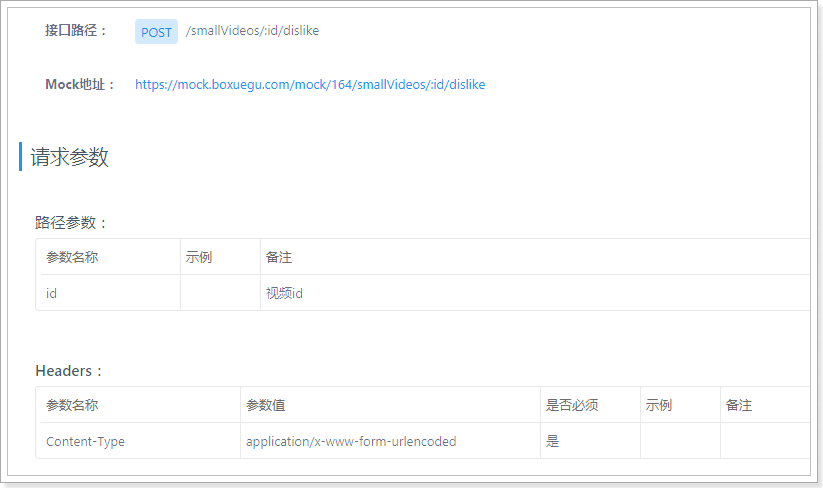 接口路径： POST /smallVideos/:id/dislike
Mock地址： https://mock.boxuegu.com/mock/164/smallVideos/:id/dislike
请求参数
路径参数：
参数名称 示例 备注
id 视频id
Headers：
参数名称 参数值 是否必须 示例 备注
Content-Type application/x-www-form-urlencoded 是